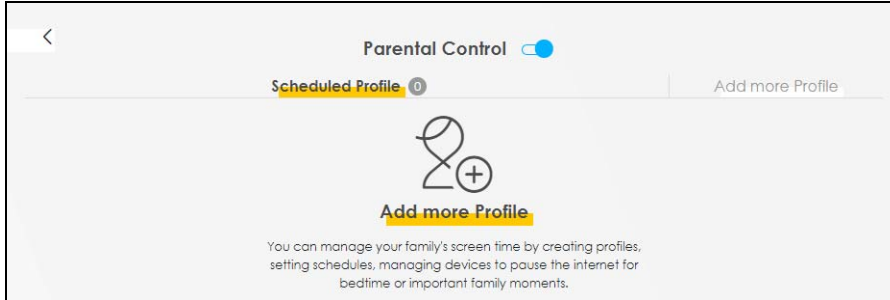 Parental Control
Scheduled Profile 0
Add more Profile
Add more Profile
You can manage your family's screen time by creating profiles,
setting schedules, managing devices to pause the internet for
bedtime or important family moments.